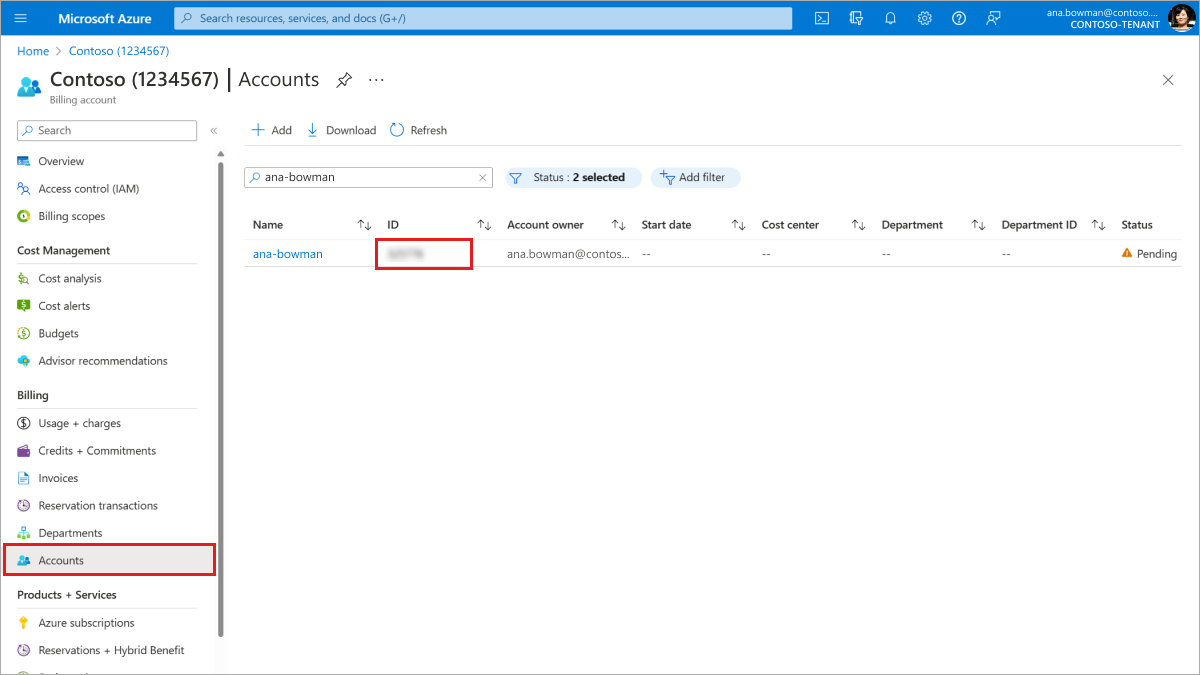 Microsoft Azure
Search resources, services, and docs (G+/)
ana.bowman@contoso....
CONTOSO-TENANT
Home > Contoso (1234567)
Contoso (1234567) | Accounts
Billing account
Search
Overview
Access control (IAM)
Billing scopes
Cost Management
Cost analysis
Cost alerts
Budgets
Advisor recommendations
Billing
Usage + charges
Credits + Commitments
Invoices
Reservation transactions
Departments
Accounts
Products + Services
Azure subscriptions
Reservations + Hybrid Benefit
Add Download Refresh
ana-bowman Status : 2 selected Add filter
Name ID Account owner Start date Cost center Department Department ID Status
ana-bowman ana.bowman@contos... -- -- -- -- Pending